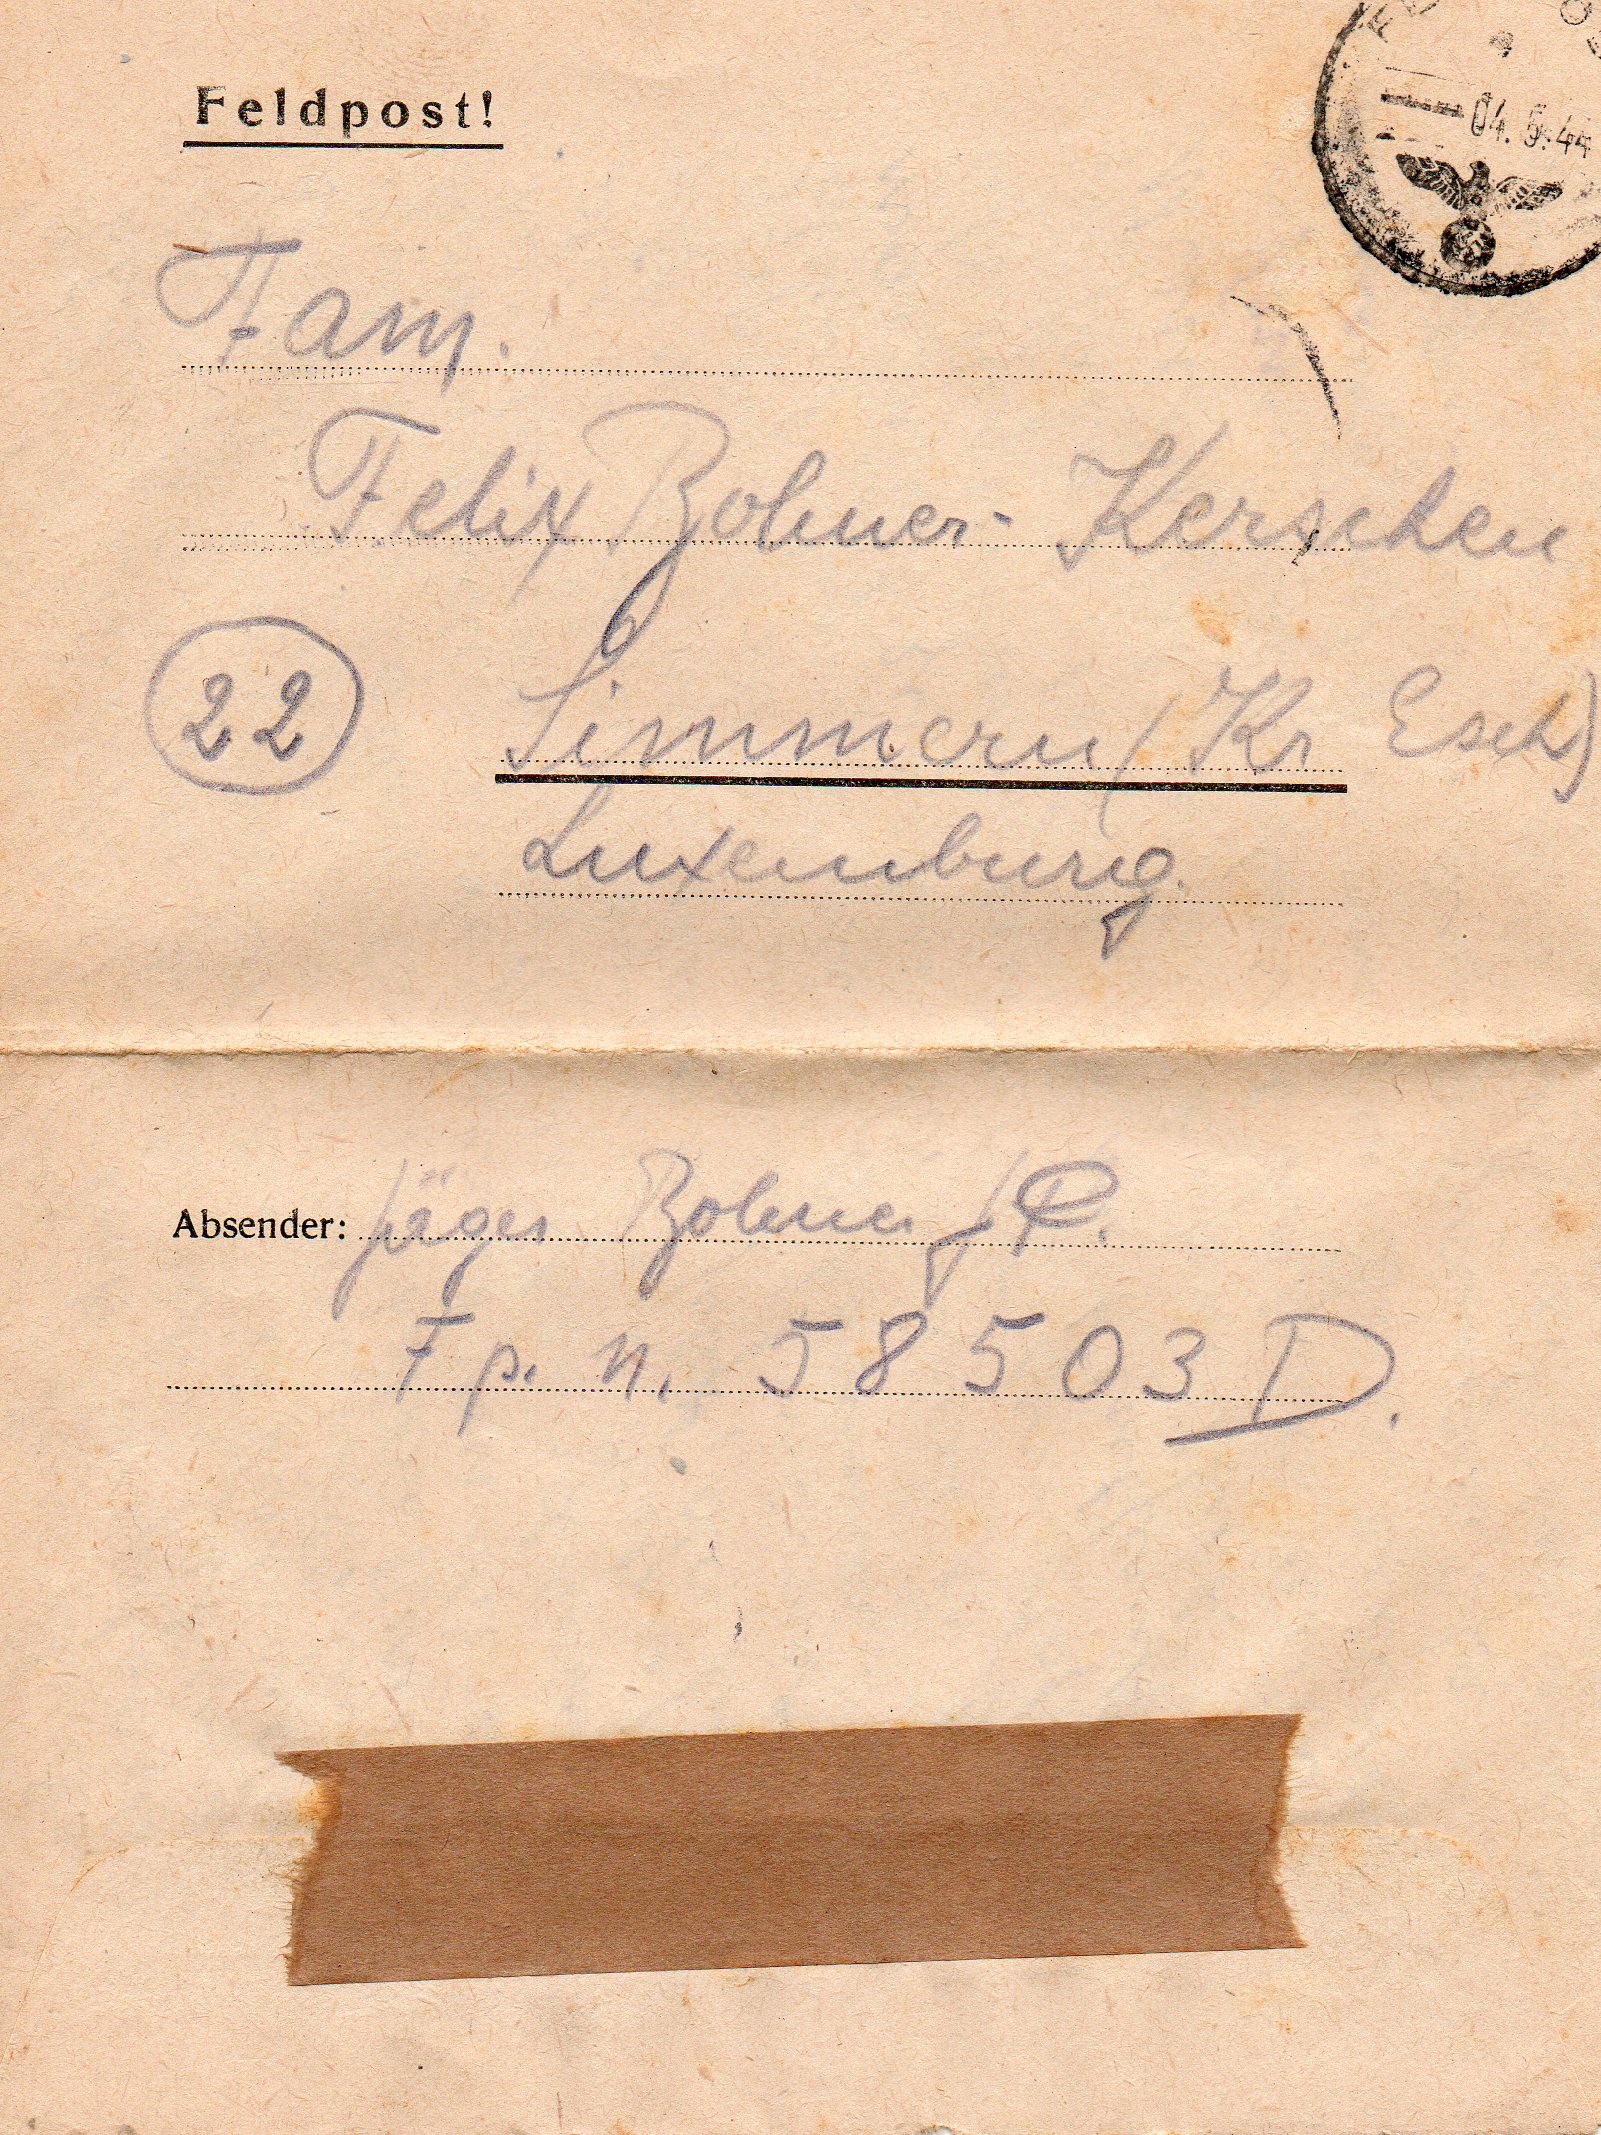 Feldpost!
04.5.44
Fam.
Felix Bohner-Kerschen
22
Simmern (Kr Esch)
Luxemburg.
Absender: Jäger Bohner
Fp. n. 58503 D.